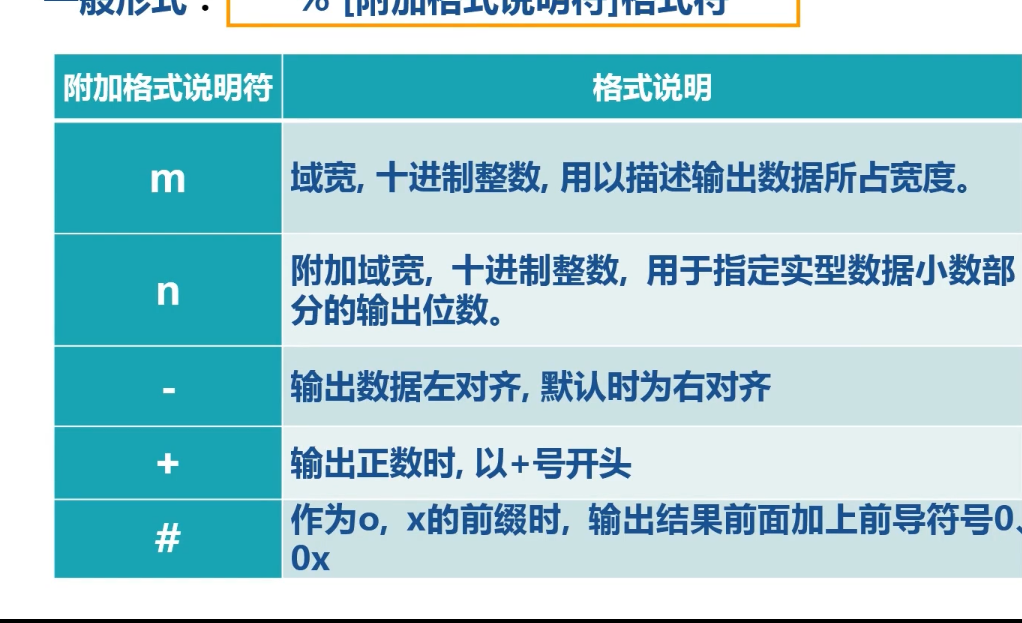 一般形式：
% [附加格式说明符]格式符
附加格式说明符
格式说明
m
域宽, 十进制整数, 用以描述输出数据所占宽度。
n
附加域宽, 十进制整数, 用于指定实型数据小数部
分的输出位数。
-
输出数据左对齐, 默认时为右对齐
+
输出正数时, 以+号开头
#
作为o, x的前缀时, 输出结果前面加上前导符号0、
0x